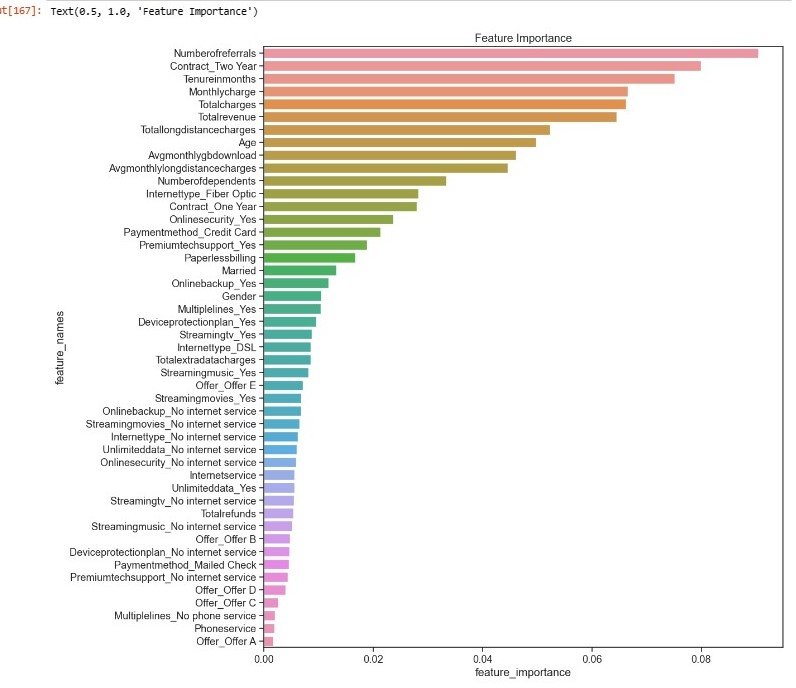 ut[167]: Text(0.5, 1.0, 'Feature Importance')
Feature Importance
Numberofreferrals
Contract_Two Year
Tenureinmonths
Monthlycharge
Totalcharges
Totalrevenue
Totallongdistancecharges
Age
Avgmonthlygbdownload
Avgmonthlylongdistancecharges
Numberofdependents
Internettype_Fiber Optic
Contract_One Year
Onlinesecurity_Yes
Paymentmethod_Credit Card
Premiumtechsupport_Yes
Paperlessbilling
Married
Onlinebackup_Yes
Gender
Multiplelines_Yes
Deviceprotectionplan_Yes
Streamingtv_Yes
Internettype_DSL
Totalextradatacharges
Streamingmusic_Yes
Offer_Offer E
Streamingmovies_Yes
Onlinebackup_No internet service
Streamingmovies_No internet service
Internettype_No internet service
Unlimiteddata_No internet service
Onlinesecurity_No internet service
Internetservice
Unlimiteddata_Yes
Streamingtv_No internet service
Totalrefunds
Streamingmusic_No internet service
Offer_Offer B
Deviceprotectionplan_No internet service
Paymentmethod_Mailed Check
Premiumtechsupport_No internet service
Offer_Offer D
Offer_Offer C
Multiplelines_No phone service
Phoneservice
Offer_Offer A
feature_names
0.00 0.02 0.04 0.06 0.08
feature_importance